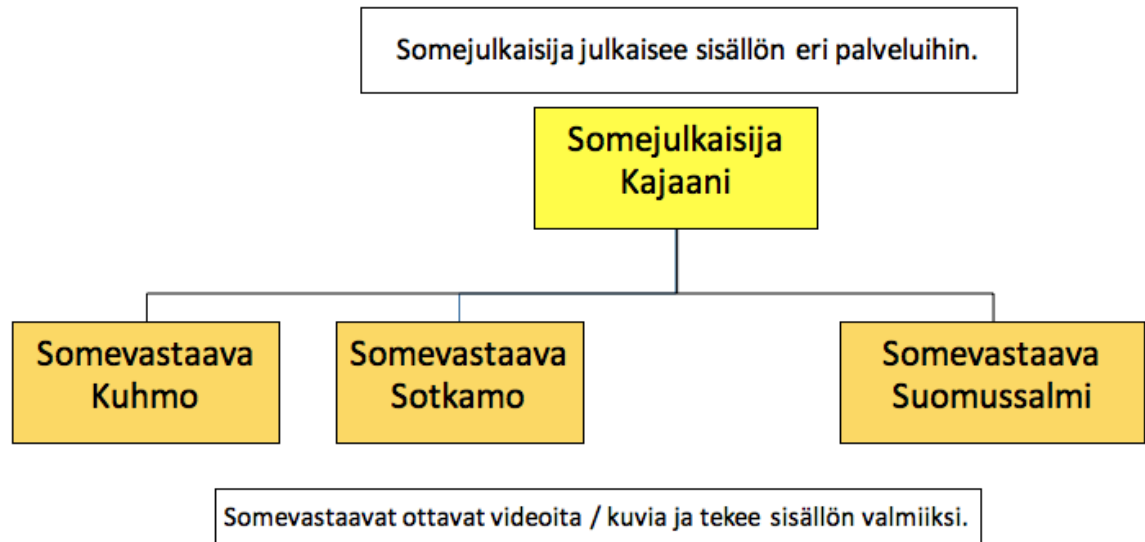 Somejulkaisija julkaisee sisällön eri palveluihin.
Somejulkaisija
Kajaani
Somevastaava
Kuhmo
Somevastaava
Sotkamo
Somevastaava
Suomussalmi
Somevastaavat ottavat videoita / kuvia ja tekee sisällön valmiiksi.